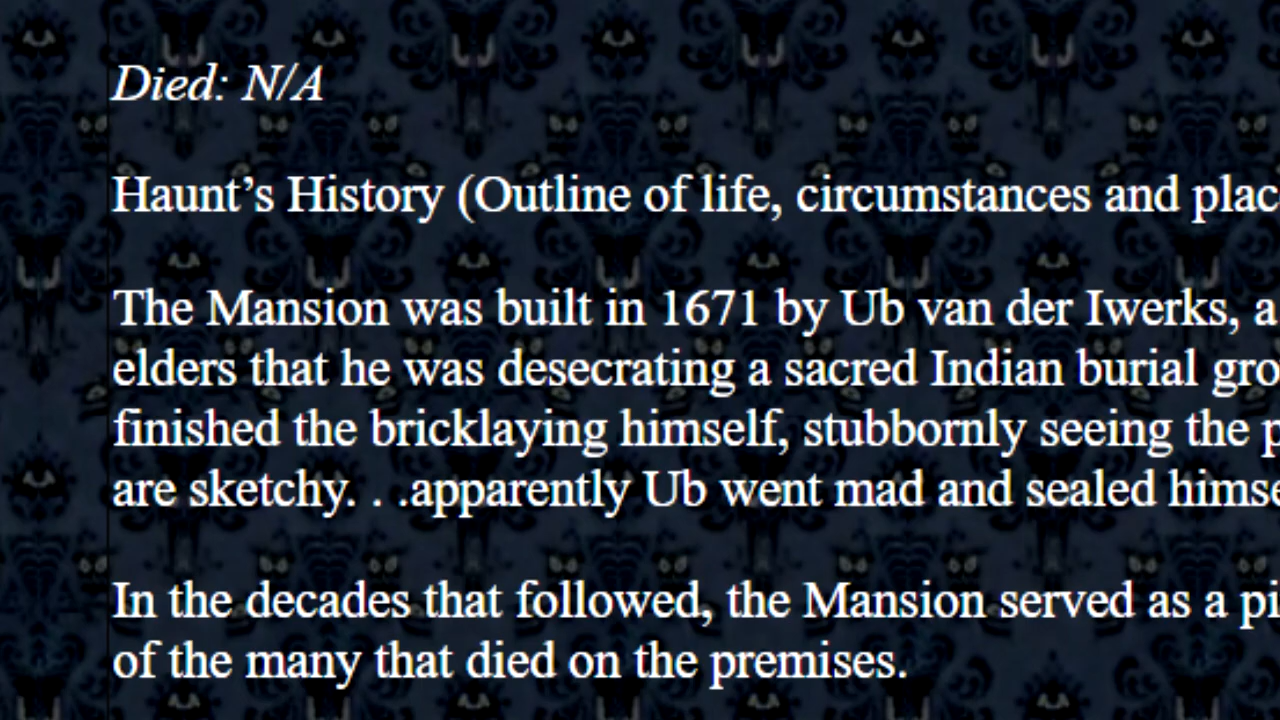 Died: N/A
Haunt’s History (Outline of life, circumstances and plac
The Mansion was built in 1671 by Ub van der Iwerks, a
elders that he was desecrating a sacred Indian burial gro
finished the bricklaying himself, stubbornly seeing the p
are sketchy. . .apparently Ub went mad and sealed himse
In the decades that followed, the Mansion served as a pi
of the many that died on the premises.